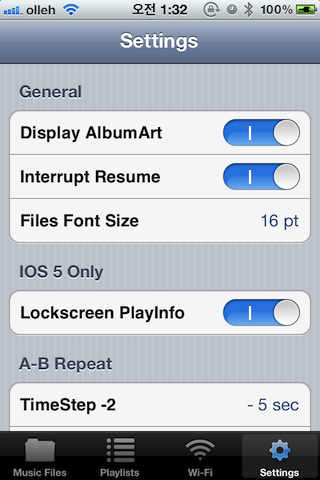 olleh 오전 1:32 100%
Settings
General
Display AlbumArt
Interrupt Resume
Files Font Size 16 pt
IOS 5 Only
Lockscreen PlayInfo
A-B Repeat
TimeStep -2 - 5 sec
Music Files Playlists Wi-Fi Settings